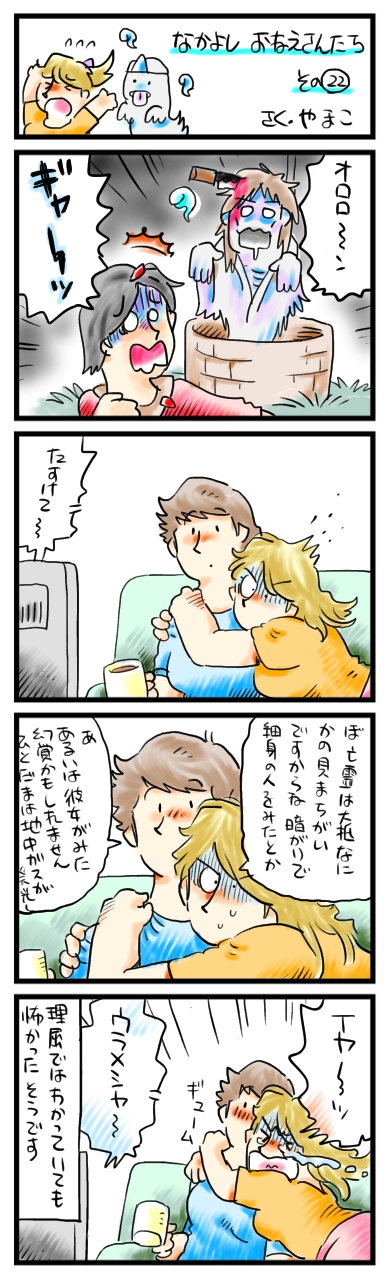 なかよし おねえさんたち
その㉒
さく・やまこ
オロロ〜〜ン
ギャーーッ
たすけて〜
ぼ亡霊は大抵なに
かの見まちがい
ですからね 暗がりで
細身の人をみたとか
あ
あるいは彼女がみた
幻覚かもしれません
ひとだまは地中ガスが
イヤ〜〜ッ
ギューム
ウラメシャ〜
理屈ではわかっていても
怖かったそうです